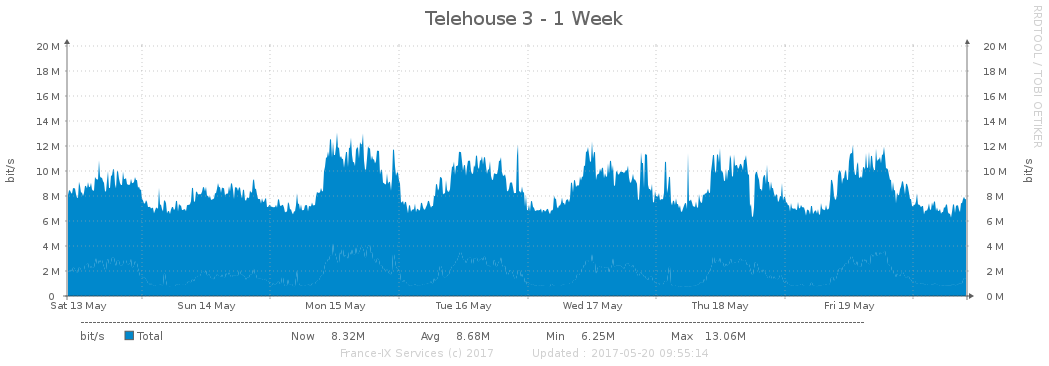 Telehouse 3 - 1 Week
RRDTOOL / TOBI OETIKER
bit/s
20 M 20 M
18 M 18 M
16 M 16 M
14 M 14 M
12 M 12 M
10 M 10 M
8 M 8 M
6 M 6 M
4 M 4 M
2 M 2 M
0 0 M
bit/s
Sat 13 May Sun 14 May Mon 15 May Tue 16 May Wed 17 May Thu 18 May Fri 19 May
bit/s Total Now 8.32M Avg 8.68M Min 6.25M Max 13.06M
France-IX Services (c) 2017 Updated : 2017-05-20 09:55:14